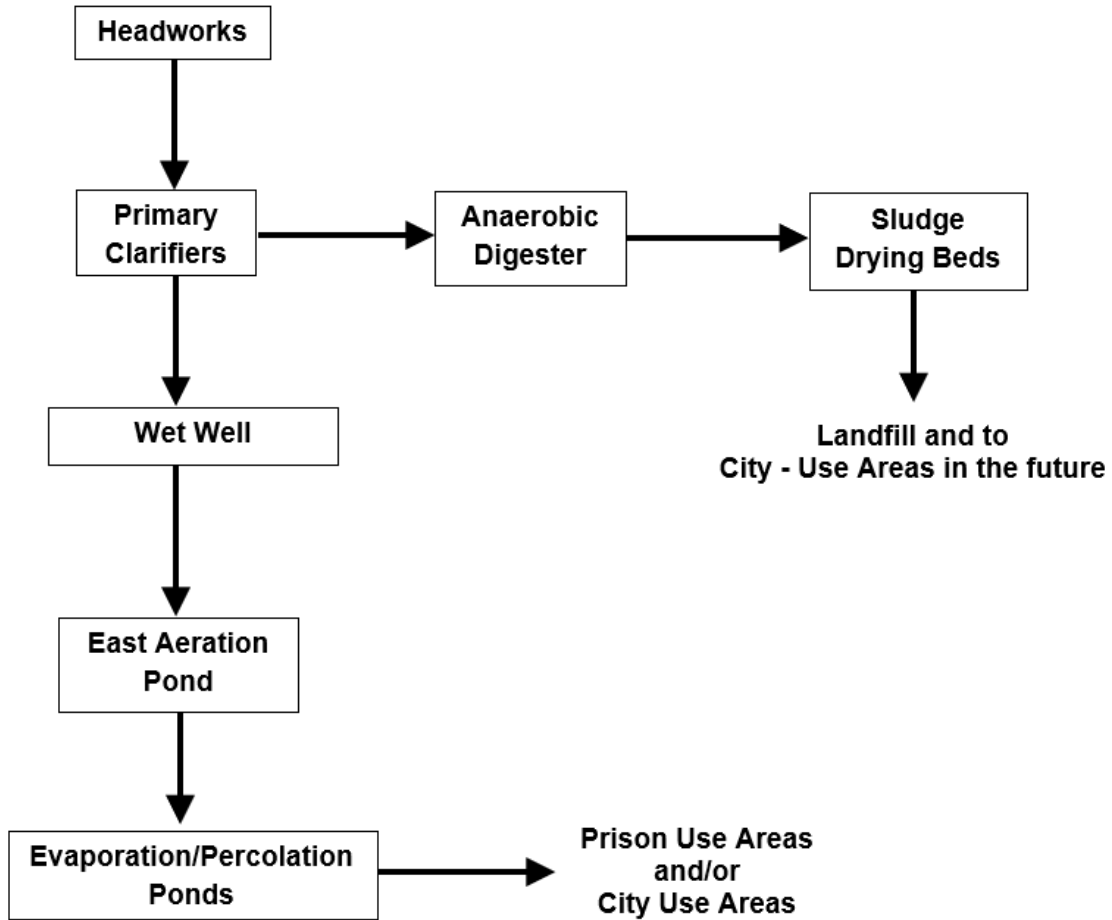 Headworks
Primary
Clarifiers
Anaerobic
Digester
Sludge
Drying Beds
Wet Well
Landfill and to
City - Use Areas in the future
East Aeration
Pond
Evaporation/Percolation
Ponds
Prison Use Areas
and/or
City Use Areas